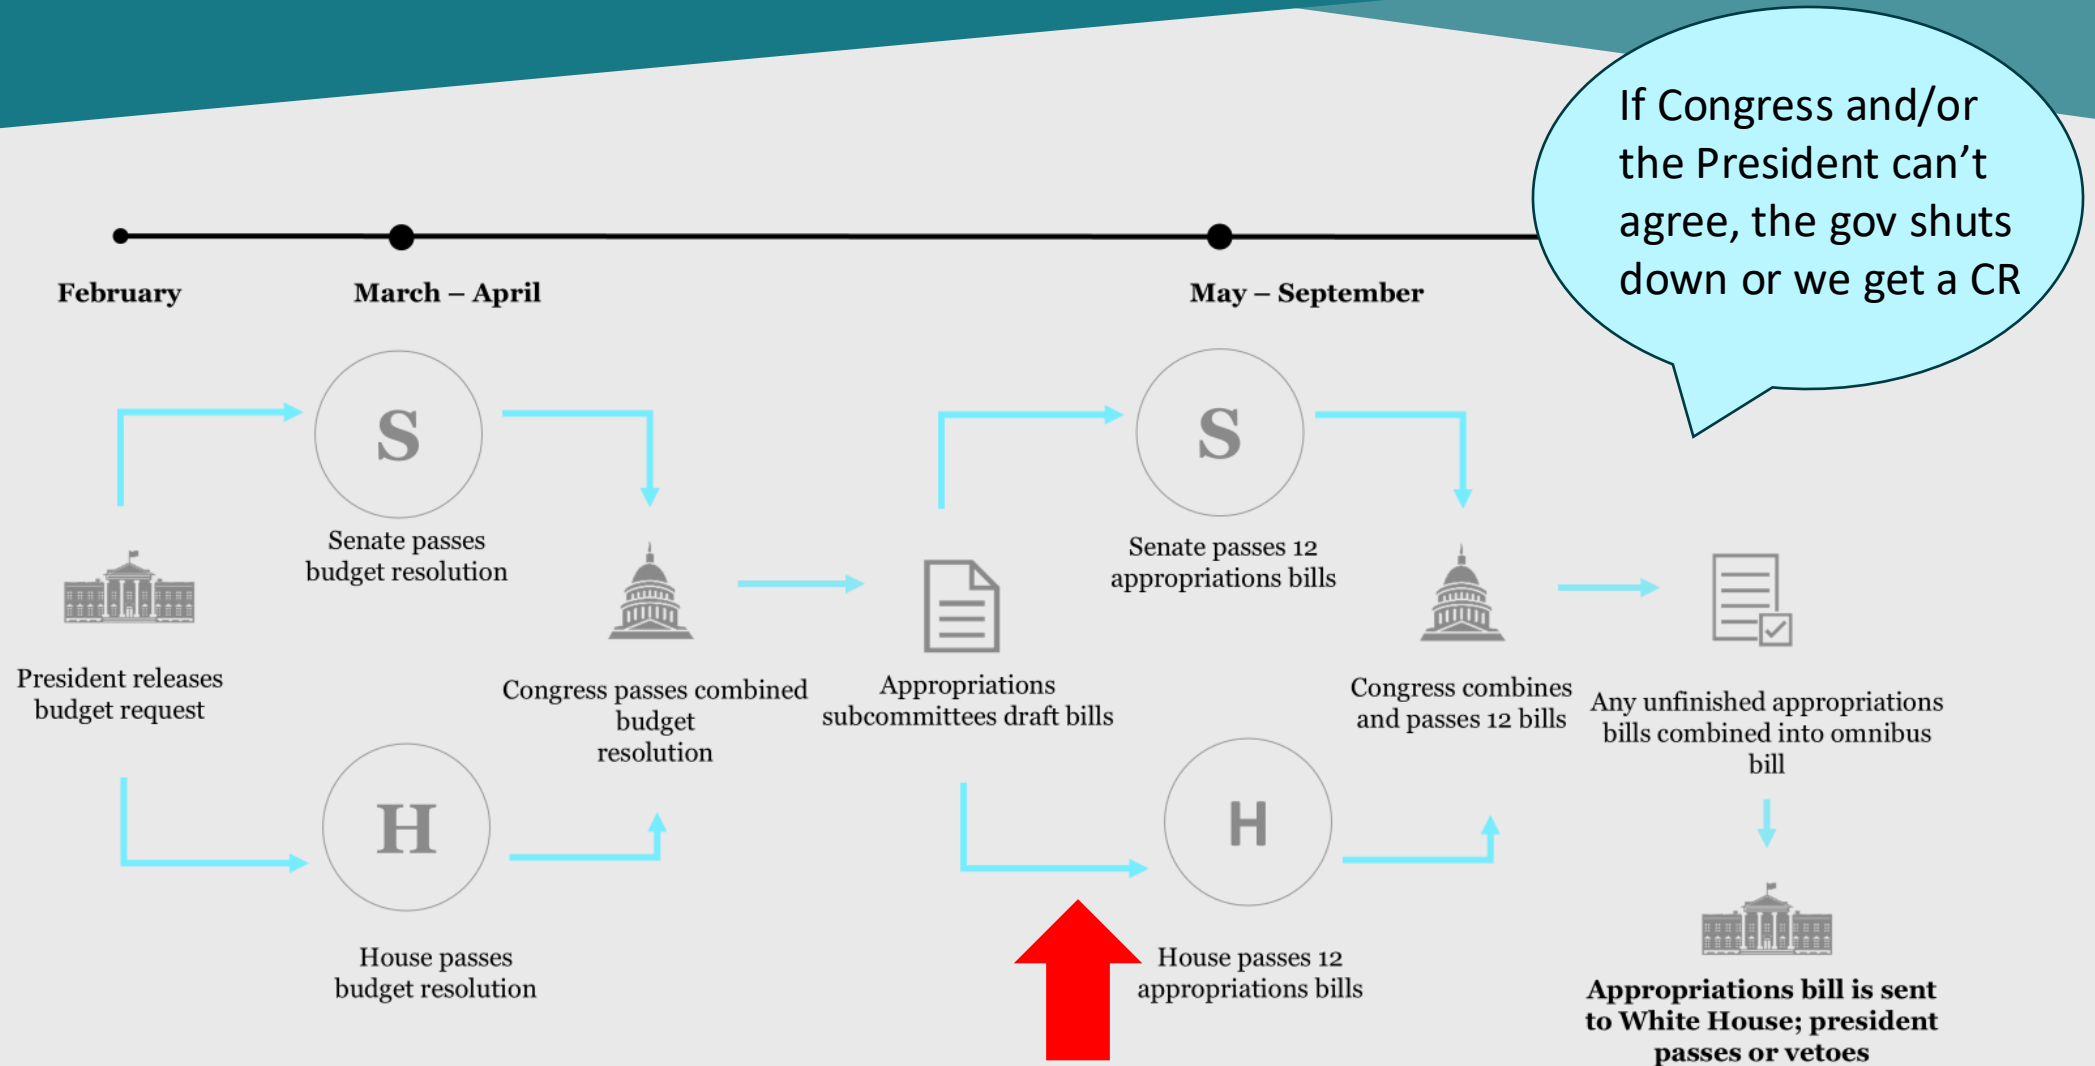 If Congress and/or
the President can’t
agree, the gov shuts
down or we get a CR
February
March – April
May – September
S
Senate passes
budget resolution
S
Senate passes 12
appropriations bills
President releases
budget request
Congress passes combined
budget
resolution
Appropriations
subcommittees draft bills
Congress combines
and passes 12 bills
Any unfinished appropriations
bills combined into omnibus
bill
H
House passes
budget resolution
H
House passes 12
appropriations bills
Appropriations bill is sent
to White House; president
passes or vetoes